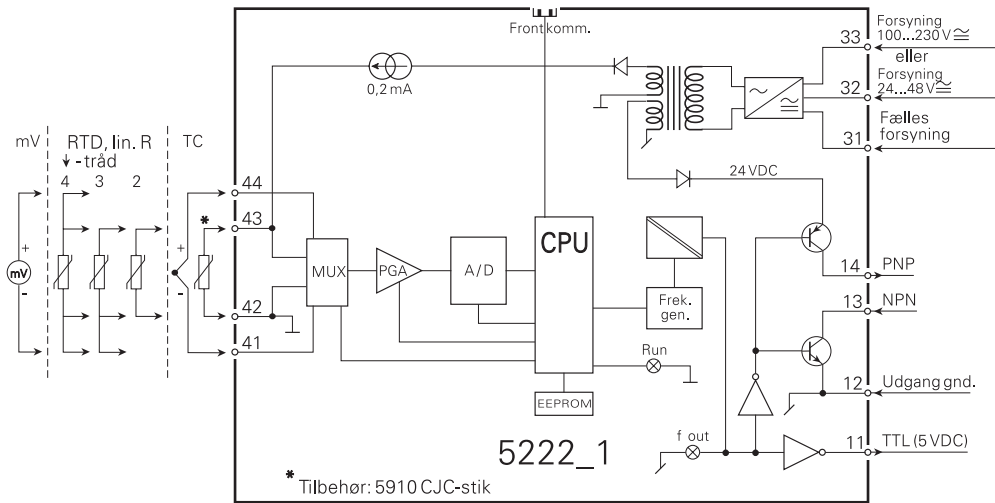 Frontkomm.
Forsyning
33
100...230 V ≂
eller
Forsyning
32
24...48 V ≂
Fælles
31
forsyning
0,2 mA
~
≂
mV
RTD, lin. R
TC
↓ - tråd
4 3 2
24 VDC
44
*
43
+
mV
-
+
-
42
41
MUX
PGA
A/D
CPU
Frek.
gen.
Run
EEPROM
14
PNP
13
NPN
12
Udgang gnd.
f out
11
TTL (5 VDC)
5222_1
* Tilbehør: 5910 CJC-stik